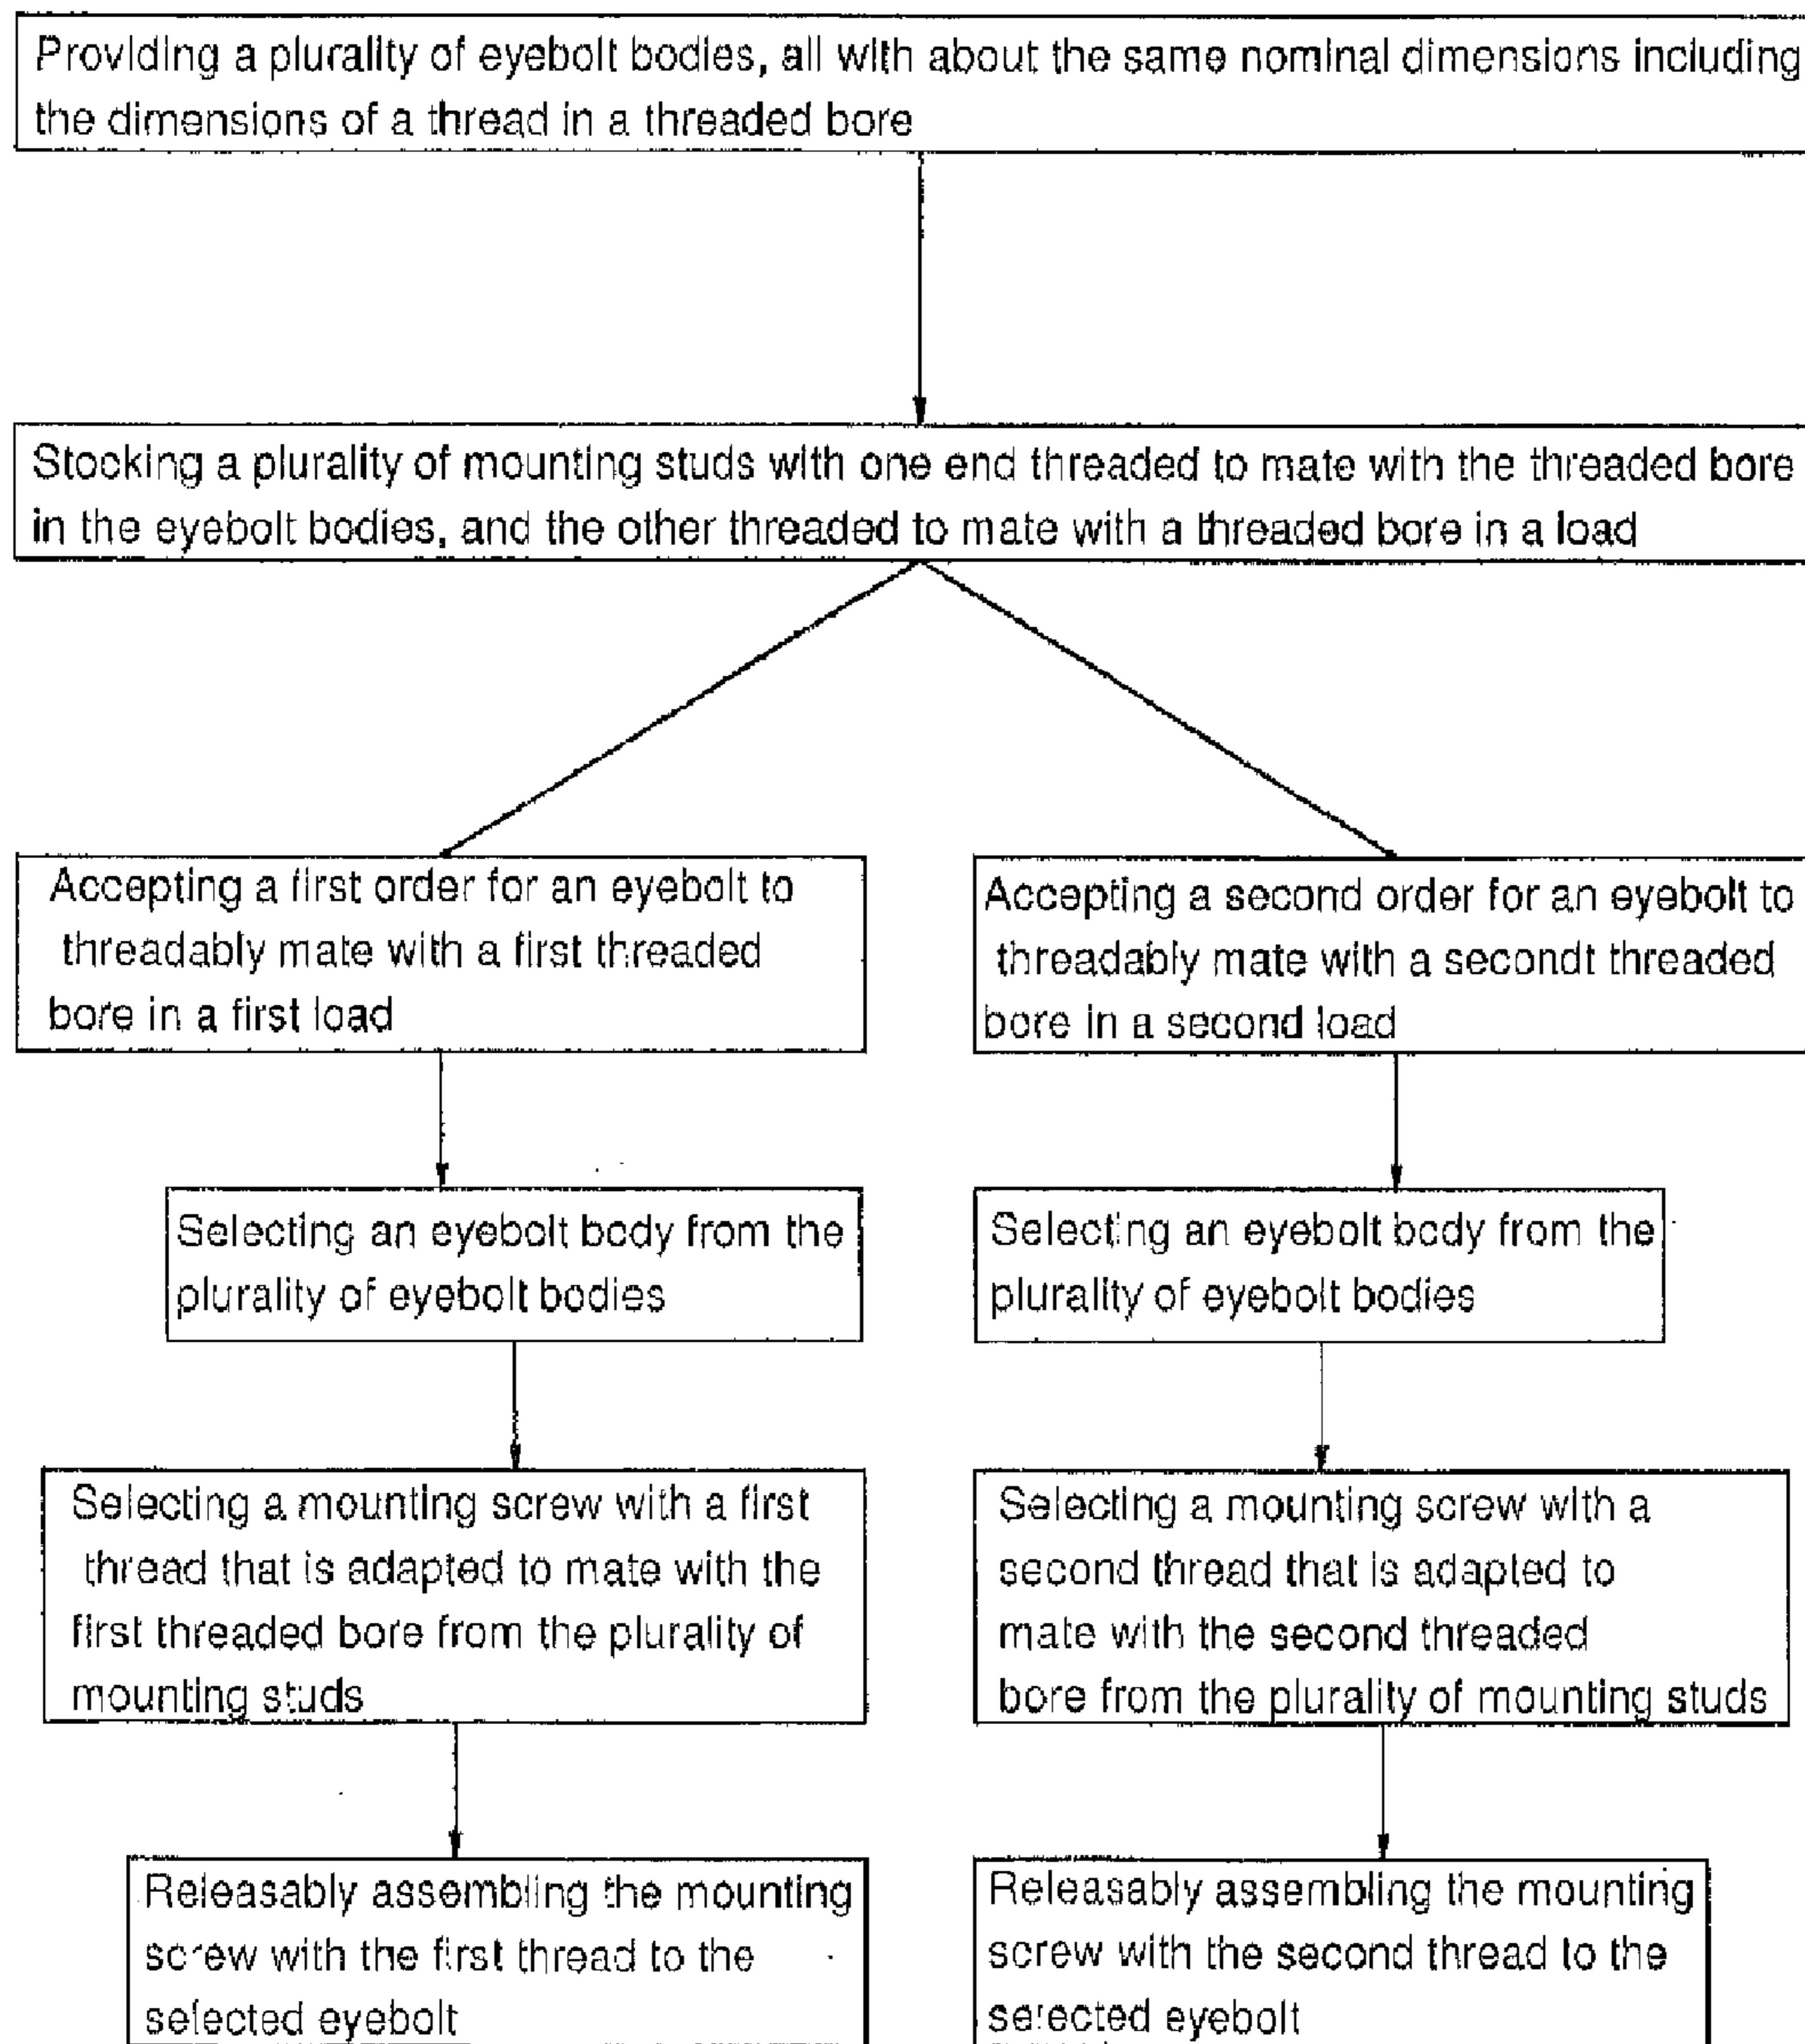 Providing a plurality of eyebolt bodies, all with about the same nominal dimensions including
the dimensions of a thread in a threaded bore
Stocking a plurality of mounting studs with one end threaded to mate with the threaded bore
in the eyebolt bodies, and the other threaded to mate with a threaded bore in a load
Accepting a first order for an eyebolt to
threadably mate with a first threaded
bore in a first load
Accepting a second order for an eyebolt to
threadably mate with a secondt threaded
bore in a second load
Selecting an eyebolt body from the
plurality of eyebolt bodies
Selecting an eyebolt body from the
plurality of eyebolt bodies
Selecting a mounting screw with a first
thread that is adapted to mate with the
first threaded bore from the plurality of
mounting studs
Selecting a mounting screw with a
second thread that is adapted to
mate with the second threaded
bore from the plurality of mounting studs
Releasably assembling the mounting
screw with the first thread to the
selected eyebolt
Releasably assembling the mounting
screw with the second thread to the
selected eyebolt